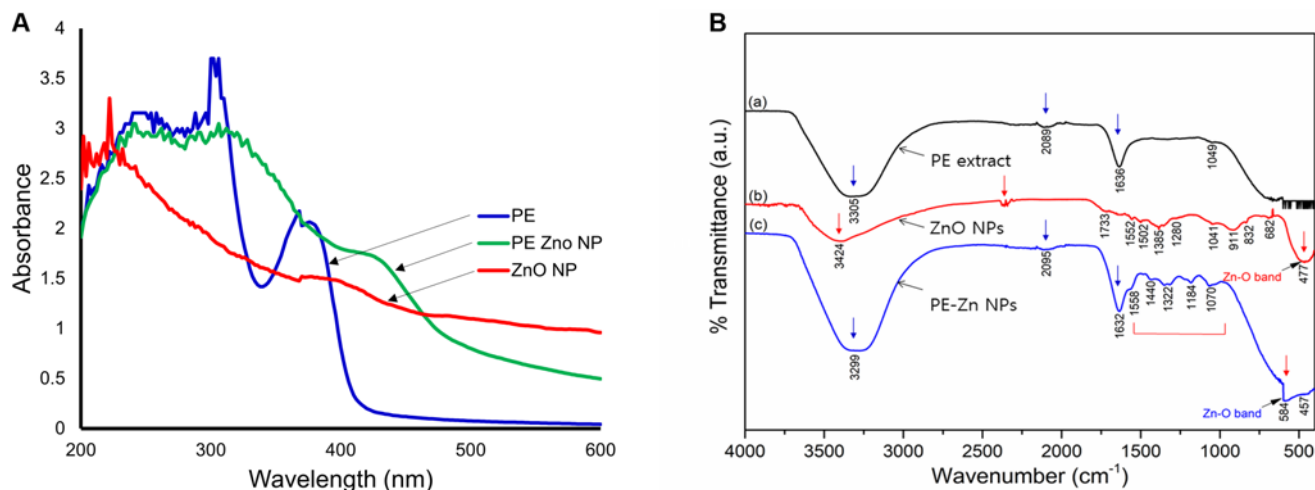 A
Absorbance
4
3.5
3
2.5
2
1.5
1
0.5
0
200
300
400
500
600
Wavelength (nm)
PE
PE Zno NP
ZnO NP
B
% Transmittance (a.u.)
(a)
3305
PE extract
2089
1636
1049
(b)
3424
ZnO NPs
1733
1552
1502
1385
1280
1041
911
832
682
Zn-O band
477
(c)
3299
PE-Zn NPs
2095
1632
1558
1440
1322
1184
1070
Zn-O band
584
457
4000
3500
3000
2500
2000
1500
1000
500
Wavenumber (cm-1)